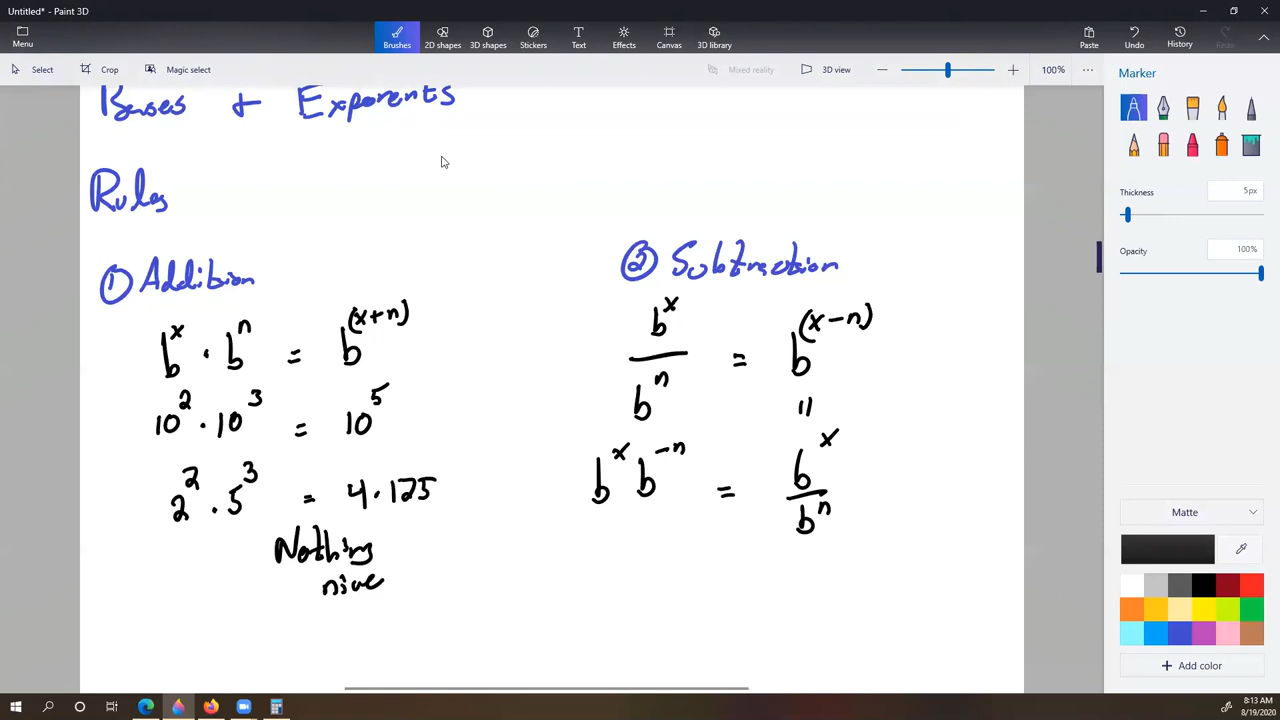 Untitled* - Paint 3D
Menu
Brushes
2D shapes
3D shapes
Stickers
Text
Effects
Canvas
3D library
Paste
Undo
History
Redo
Select
Crop
Magic select
Mixed reality
3D view
100%
Marker
Thickness
5px
Opacity
100%
Matte
Add color
Bases + Exponents
Rules
① Addition
b^x · b^n = b^(x+n)
10^2 · 10^3 = 10^5
2^2 · 5^3 = 4 · 125
Nothing
nice
② Subtraction
b^x / b^n = b^(x-n)
=
b^x b^-n = b^x / b^n
8:13 AM
8/19/2020